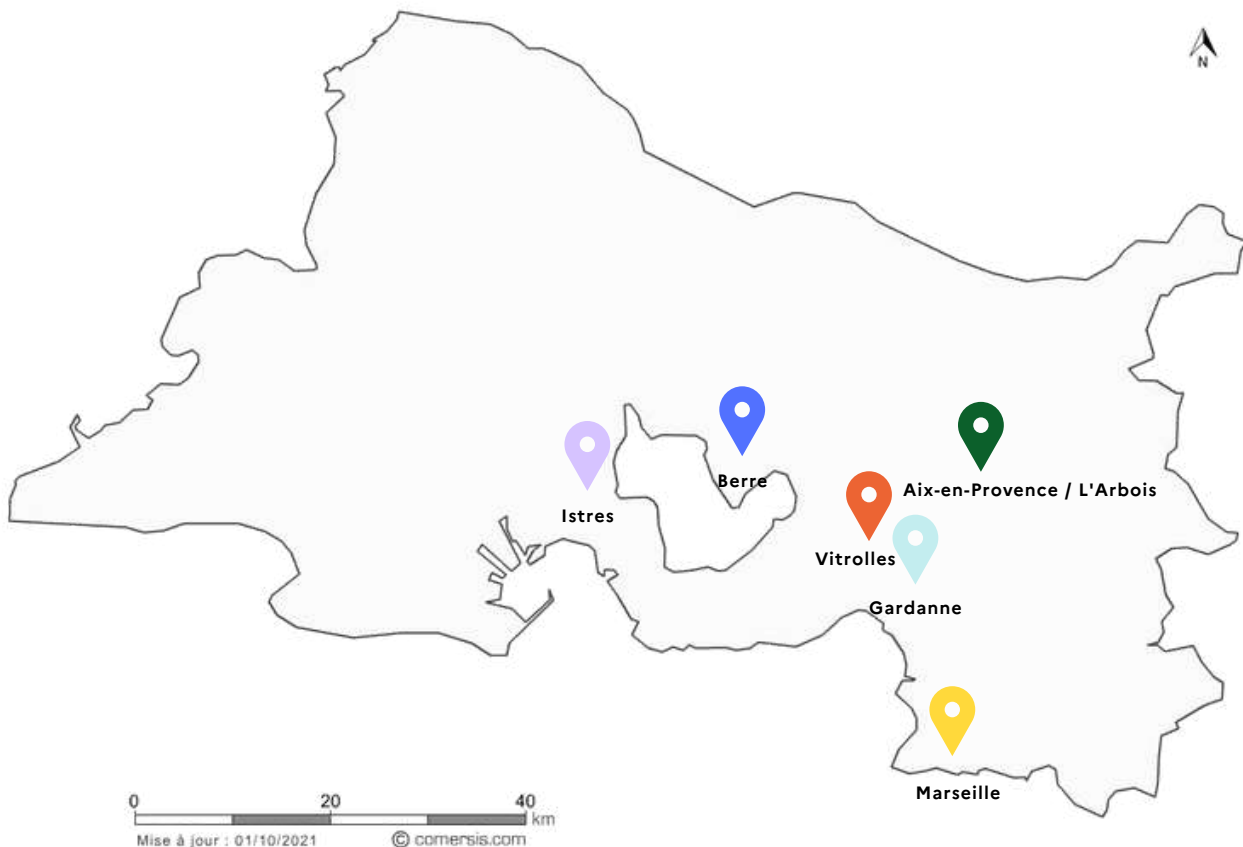 N
Berre
Aix-en-Provence / L'Arbois
Istres
Vitrolles
Gardanne
Marseille
0 20 40
km
Mise à jour : 01/10/2021 © comersis.com